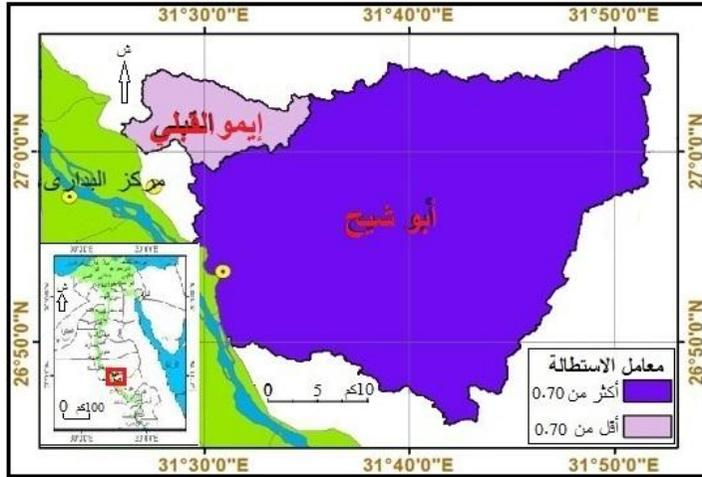 31°30'0"E 31°40'0"E 31°50'0"E
ش
إيمو القبلي
27°0'0"N 27°0'0"N
مركز البدارى
أبو شيح
ش
26°50'0"N 26°50'0"N
معامل الاستطالة
أكثر من 0.70
أقل من 0.70
0 5 10كم
0 100كم
31°30'0"E 31°40'0"E 31°50'0"E